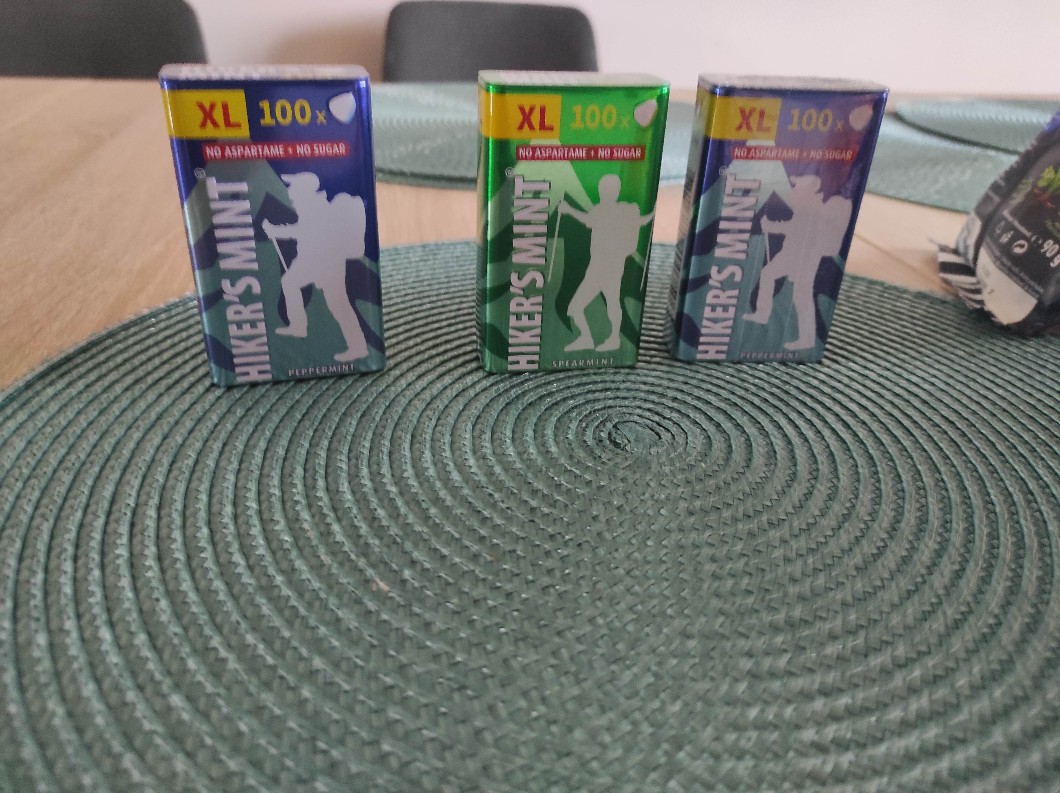 XL 100x
NO ASPARTAME + NO SUGAR
HIKER'S MINT®
PEPPERMINT
XL 100x
NO ASPARTAME + NO SUGAR
HIKER'S MINT®
SPEARMINT
XL 100x
NO ASPARTAME + NO SUGAR
HIKER'S MINT®
PEPPERMINT
90g